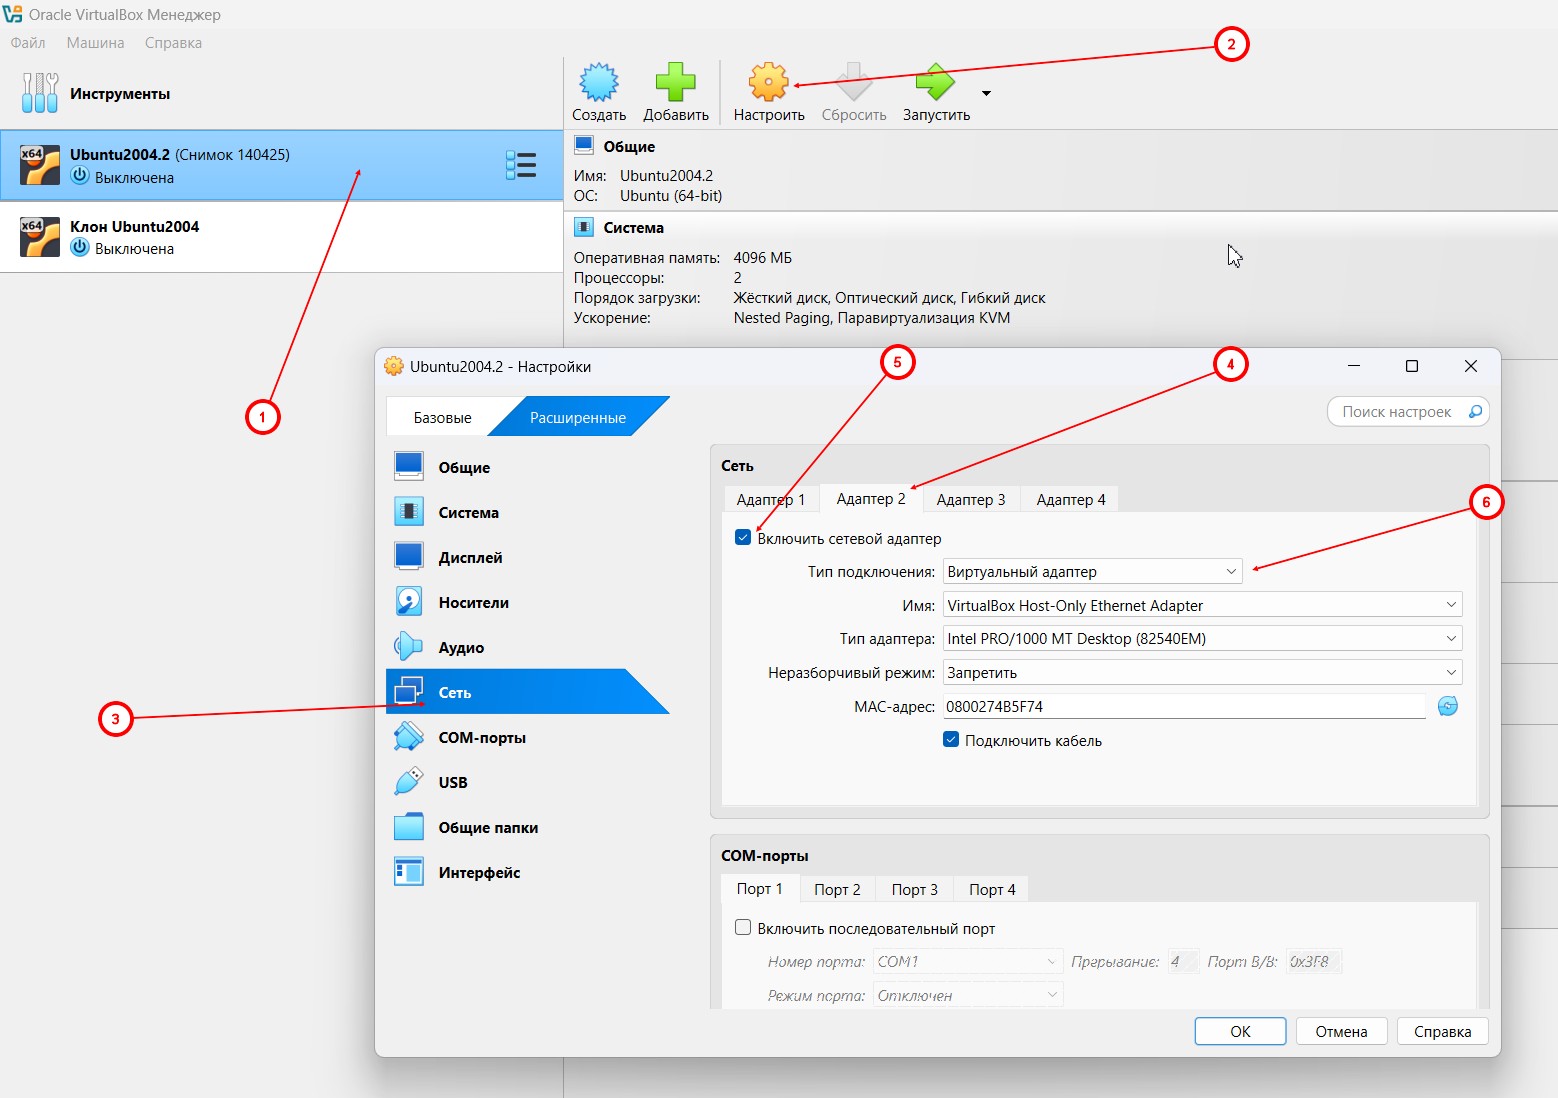 Oracle VirtualBox Менеджер
Файл Машина Справка
Инструменты
Создать Добавить Настроить Сбросить Запустить
2
x64 Ubuntu2004.2 (Снимок 140425)
Выключена
x64 Клон Ubuntu2004
Выключена
1
Общие
Имя: Ubuntu2004.2
ОС: Ubuntu (64-bit)
Система
Оперативная память: 4096 МБ
Процессоры: 2
Порядок загрузки: Жёсткий диск, Оптический диск, Гибкий диск
Ускорение: Nested Paging, Паравиртуализация KVM
Ubuntu2004.2 - Настройки
5
4
Базовые Расширенные
Поиск настроек
Общие
Система
Дисплей
Носители
Аудио
Сеть
3
COM-порты
USB
Общие папки
Интерфейс
Сеть
Адаптер 1 Адаптер 2 Адаптер 3 Адаптер 4
6
Включить сетевой адаптер
Тип подключения: Виртуальный адаптер
Имя: VirtualBox Host-Only Ethernet Adapter
Тип адаптера: Intel PRO/1000 MT Desktop (82540EM)
Неразборчивый режим: Запретить
MAC-адрес: 0800274B5F74
Подключить кабель
COM-порты
Порт 1 Порт 2 Порт 3 Порт 4
Включить последовательный порт
Номер порта: COM1 Прерывание: 4 Порт В/В: 0x3F8
Режим порта: Отключен
OK Отмена Справка